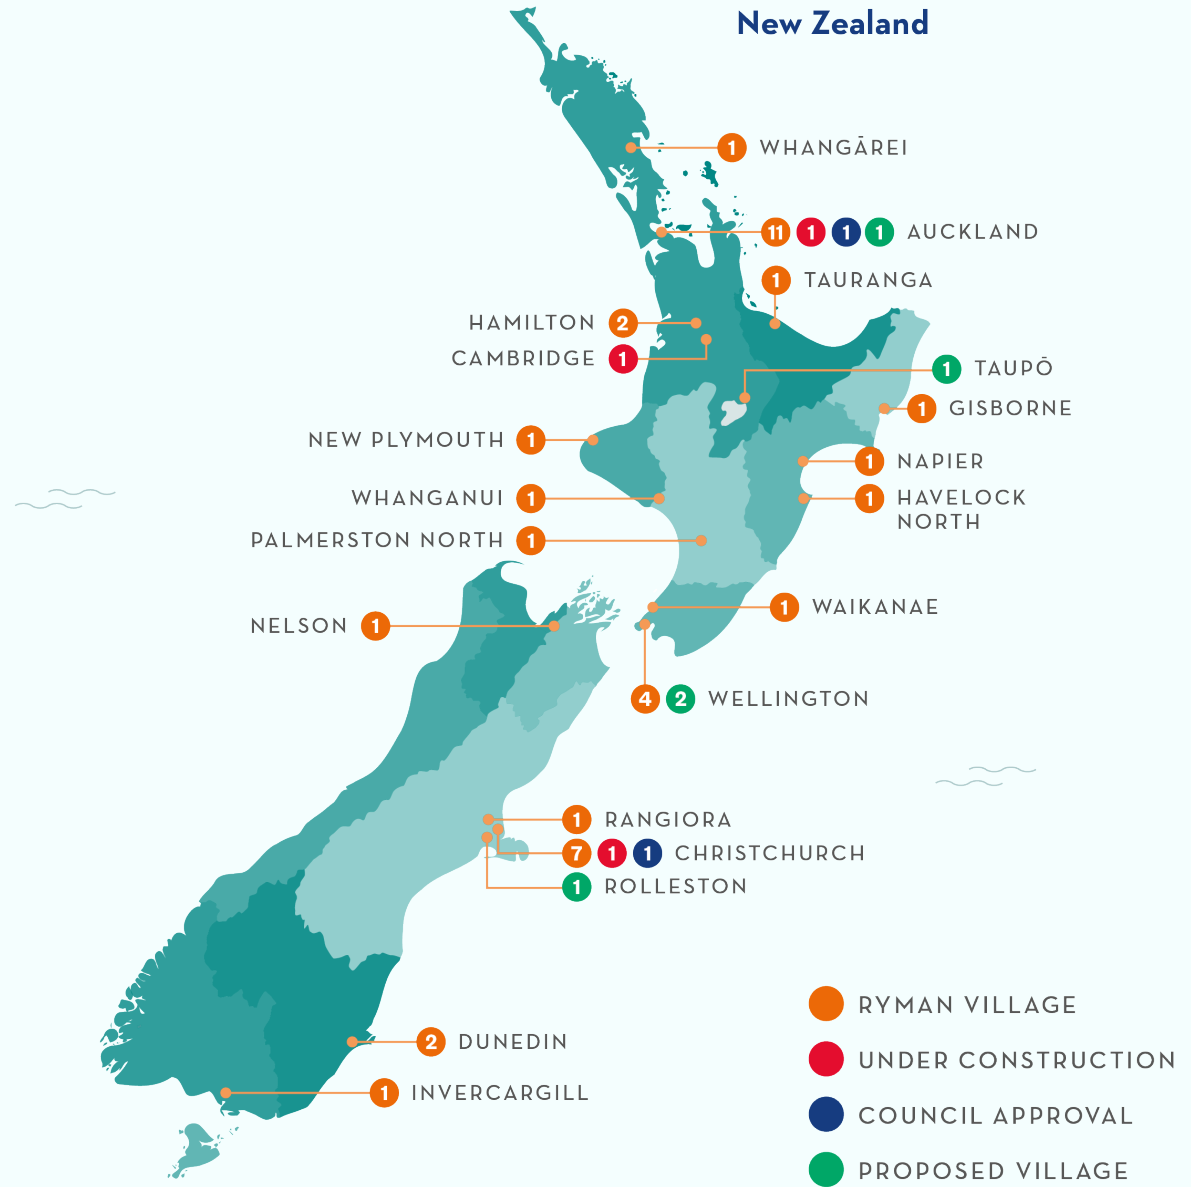 New Zealand
1 WHANGĀREI
11 1 1 1 AUCKLAND
1 TAURANGA
HAMILTON 2
CAMBRIDGE 1
1 TAUPŌ
1 GISBORNE
NEW PLYMOUTH 1
1 NAPIER
WHANGANUI 1
1 HAVELOCK
NORTH
PALMERSTON NORTH 1
1 WAIKANAE
NELSON 1
4 2 WELLINGTON
1 RANGIORA
7 1 1 CHRISTCHURCH
1 ROLLESTON
RYMAN VILLAGE
2 DUNEDIN
UNDER CONSTRUCTION
1 INVERCARGILL
COUNCIL APPROVAL
PROPOSED VILLAGE